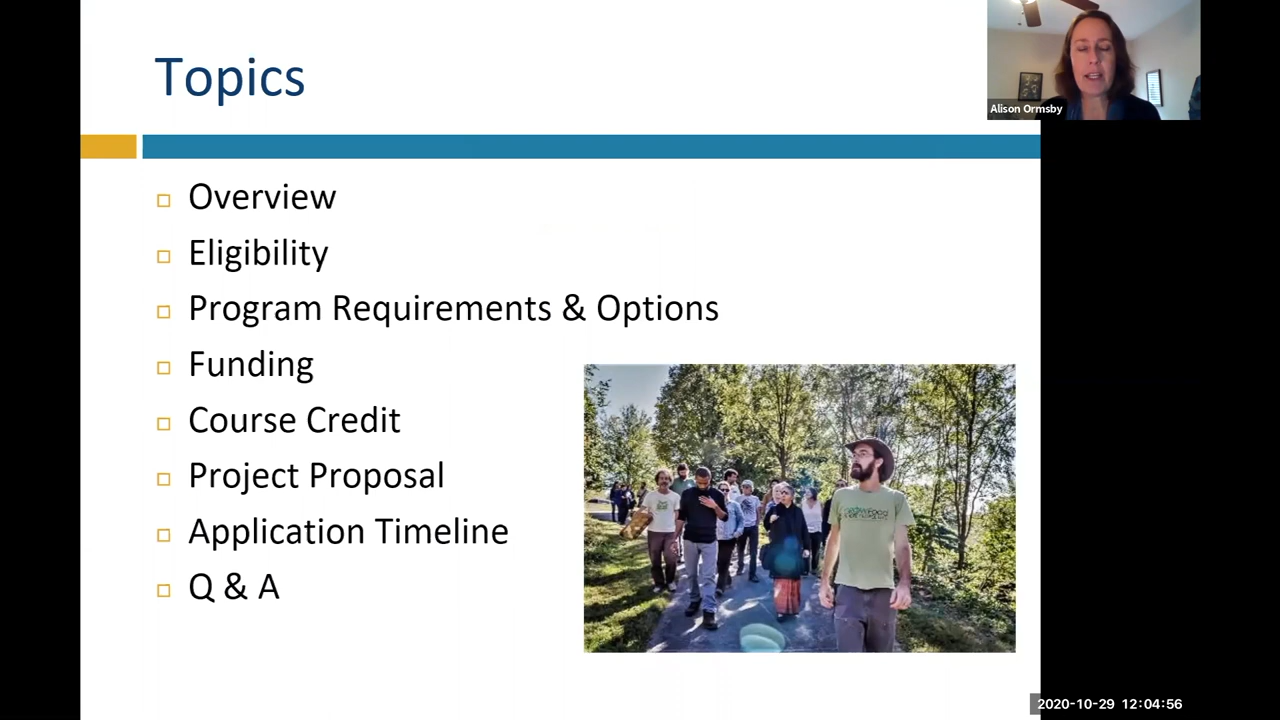 Topics
Alison Ormsby
Overview
Eligibility
Program Requirements & Options
Funding
Course Credit
Project Proposal
Application Timeline
Q & A
2020-10-29 12:04:56